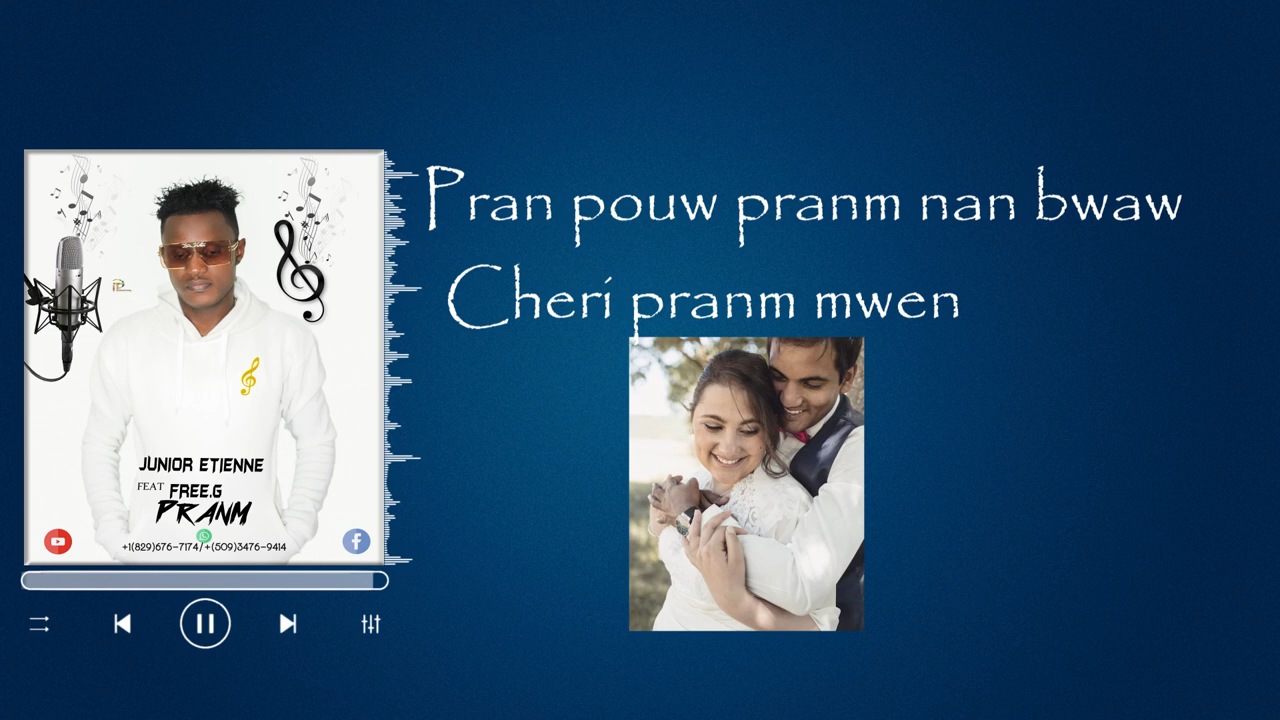 Pran pouw pranm nan bwaw
Cheri pranm mwen
JUNIOR ETIENNE
FEAT FREE.G
PRANM
+1(829)676-7174/+(509)3476-9414